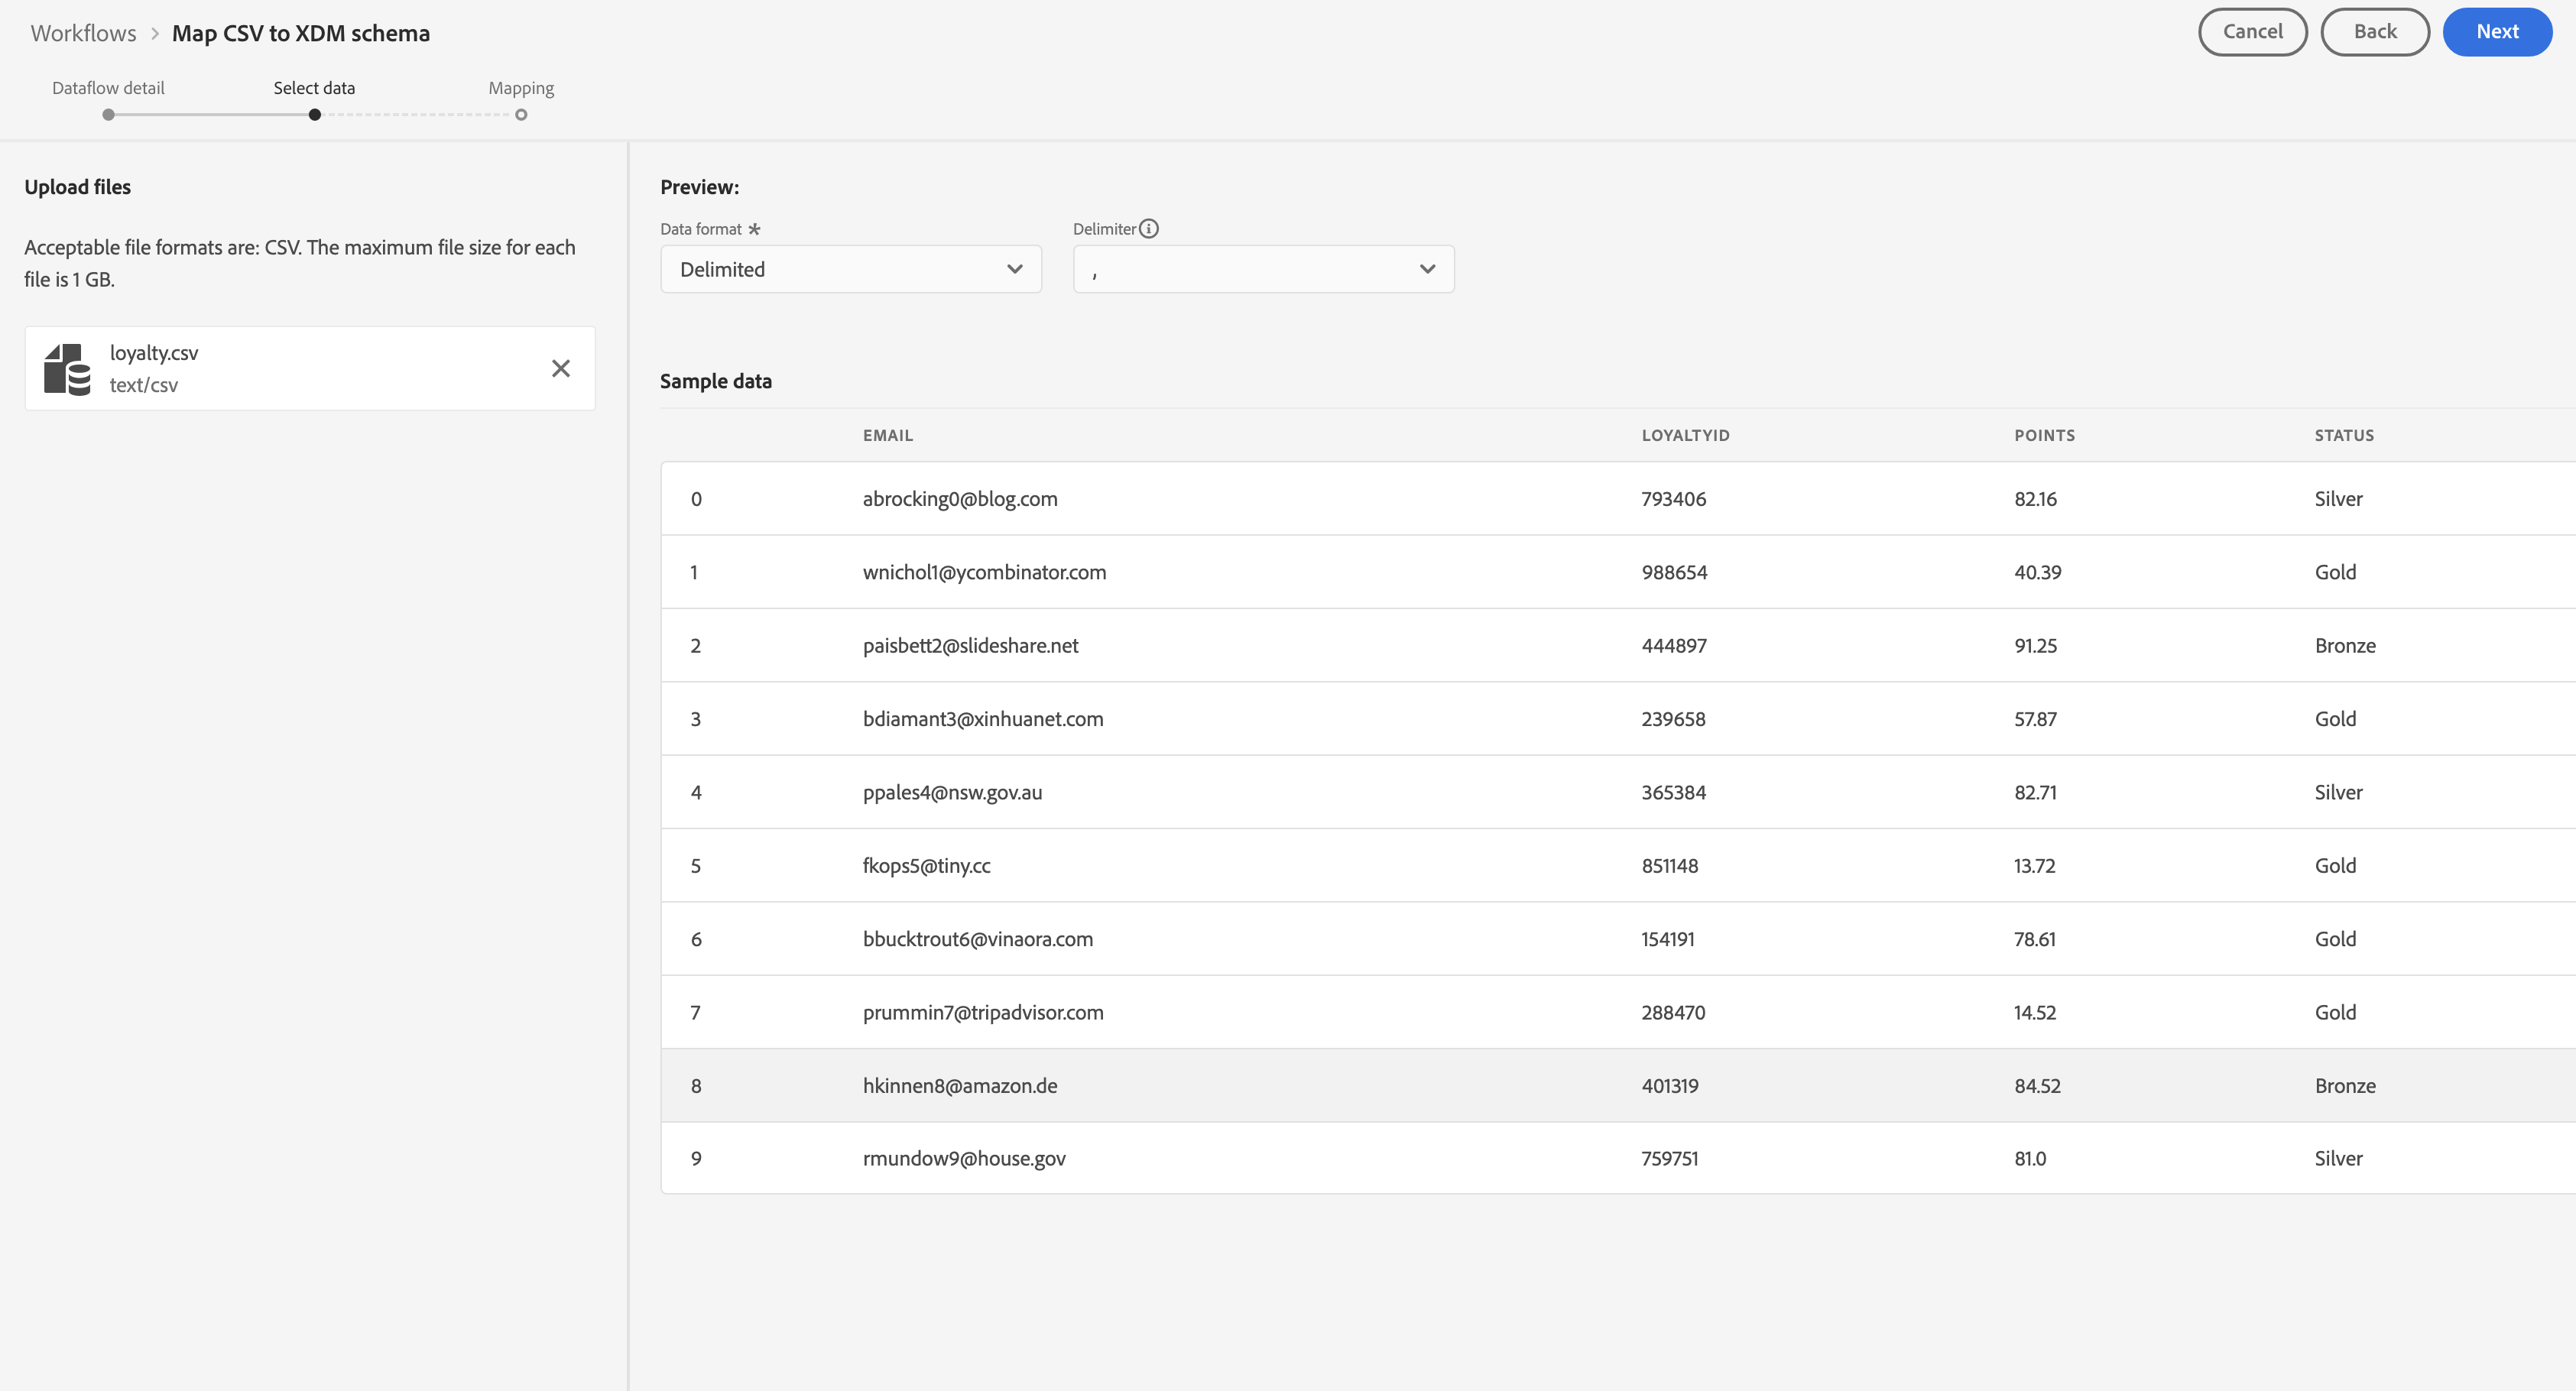 Workflows > Map CSV to XDM schema
Cancel Back Next
Dataflow detail Select data Mapping
Upload files
Acceptable file formats are: CSV. The maximum file size for each
file is 1 GB.
loyalty.csv
text/csv
Preview:
Data format * Delimiter
Delimited ,
Sample data
EMAIL LOYALTYID POINTS STATUS
0 abrocking0@blog.com 793406 82.16 Silver
1 wnichol1@ycombinator.com 988654 40.39 Gold
2 paisbett2@slideshare.net 444897 91.25 Bronze
3 bdiamant3@xinhuanet.com 239658 57.87 Gold
4 ppales4@nsw.gov.au 365384 82.71 Silver
5 fkops5@tiny.cc 851148 13.72 Gold
6 bbucktrout6@vinaora.com 154191 78.61 Gold
7 prummin7@tripadvisor.com 288470 14.52 Gold
8 hkinnen8@amazon.de 401319 84.52 Bronze
9 rmundow9@house.gov 759751 81.0 Silver